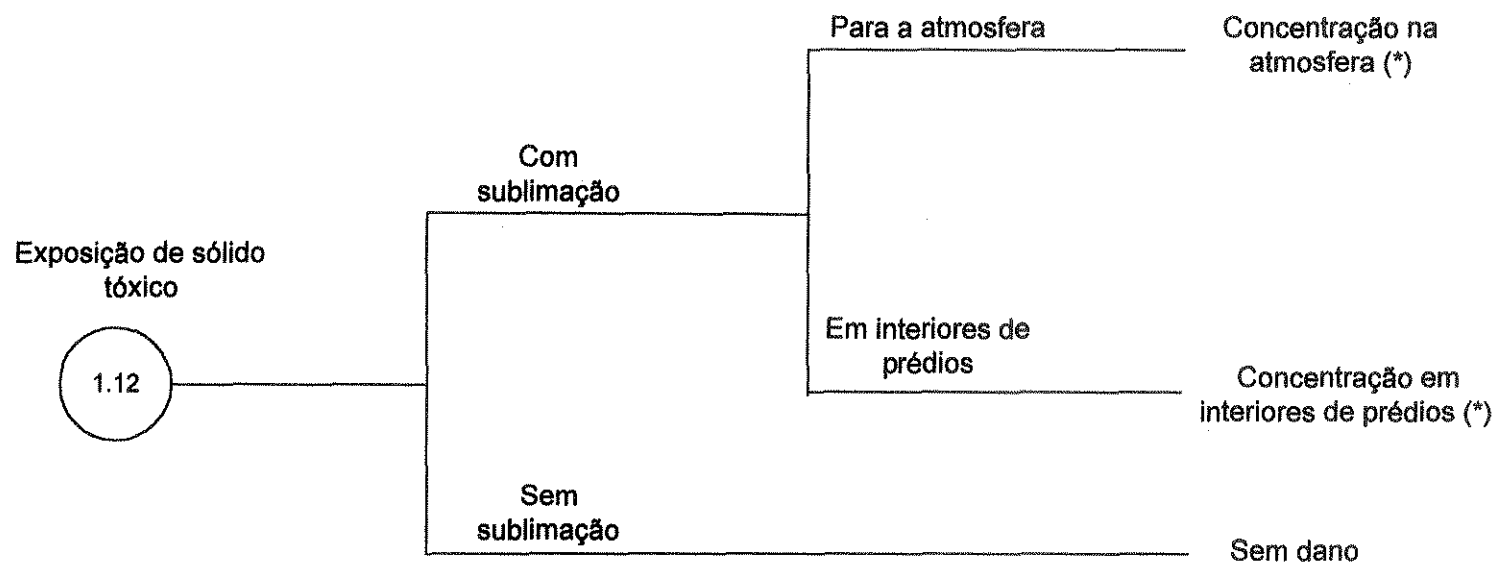 Para a atmosfera
Concentração na
atmosfera (*)
Com
sublimação
Exposição de sólido
tóxico
1.12
Em interiores de
prédios
Concentração em
interiores de prédios (*)
Sem
sublimação
Sem dano